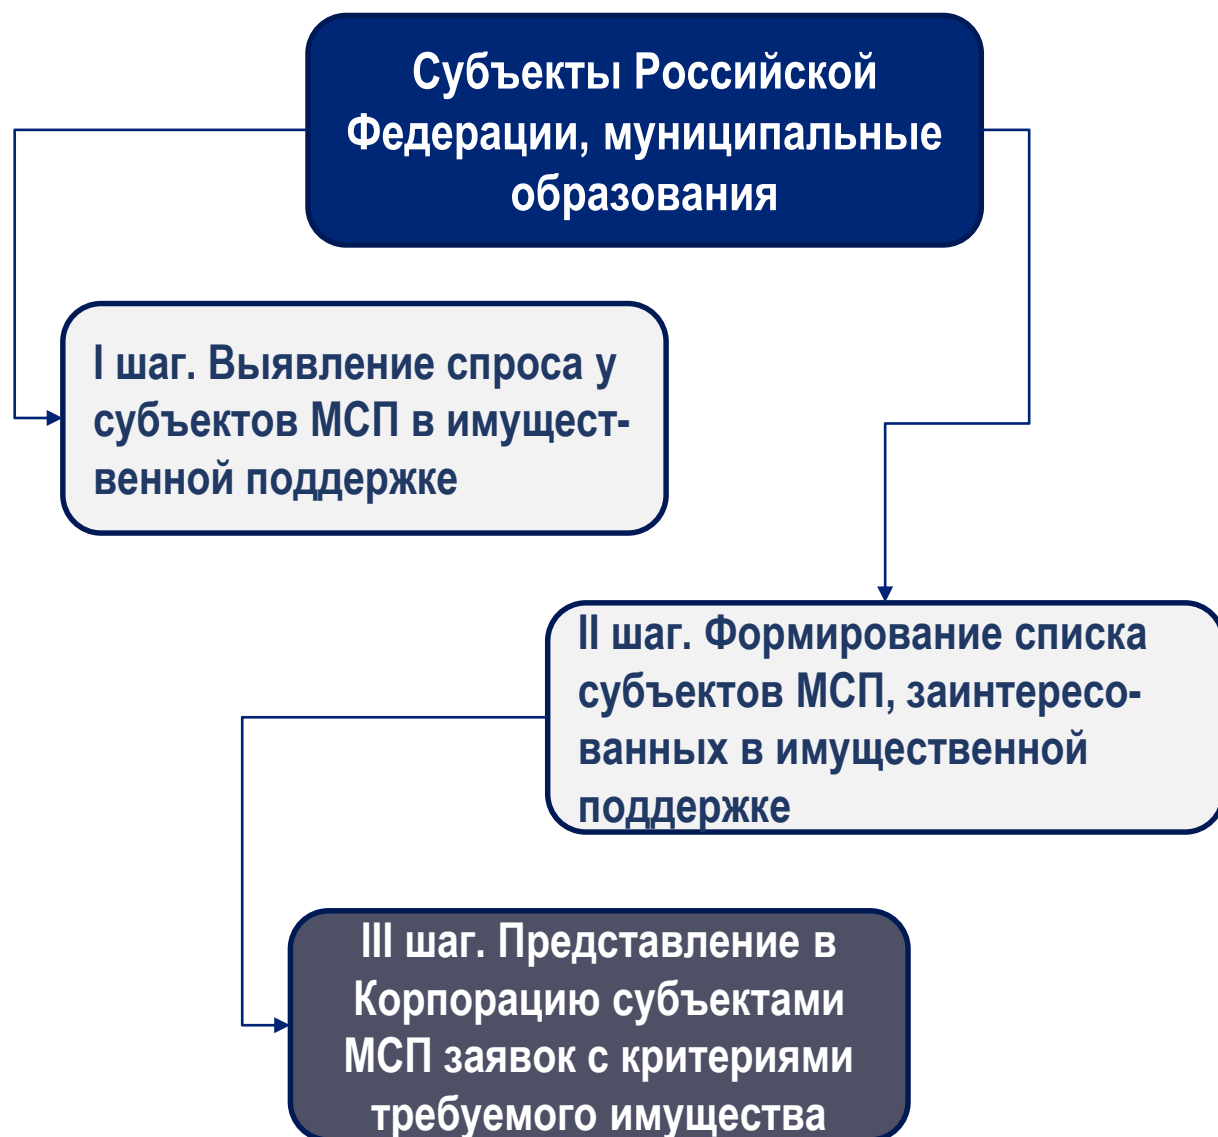 Субъекты Российской
Федерации, муниципальные
образования
I шаг. Выявление спроса у
субъектов МСП в имущест-
венной поддержке
II шаг. Формирование списка
субъектов МСП, заинтересо-
ванных в имущественной
поддержке
III шаг. Представление в
Корпорацию субъектами
МСП заявок с критериями
требуемого имущества